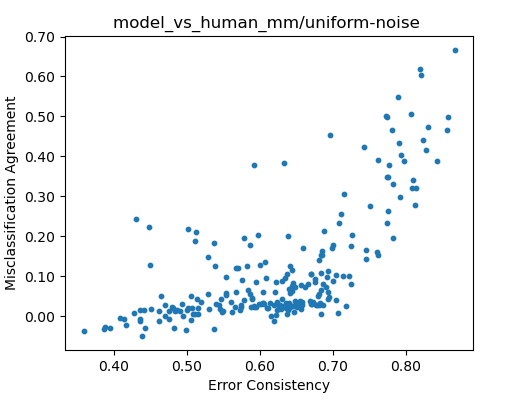 model_vs_human_mm/uniform-noise
Misclassification Agreement
0.70
0.60
0.50
0.40
0.30
0.20
0.10
0.00
0.40 0.50 0.60 0.70 0.80
Error Consistency